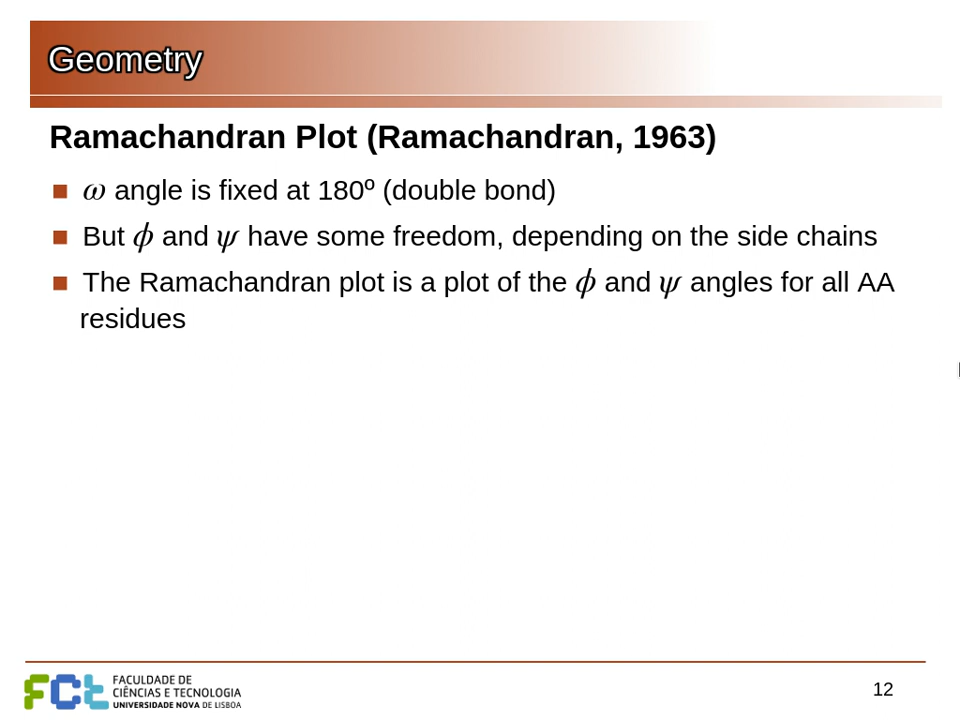 Geometry
Ramachandran Plot (Ramachandran, 1963)
■ ω angle is fixed at 180º (double bond)
■ But ϕ and ψ have some freedom, depending on the side chains
■ The Ramachandran plot is a plot of the ϕ and ψ angles for all AA
residues
FCt FACULDADE DE
CIÊNCIAS E TECNOLOGIA
UNIVERSIDADE NOVA DE LISBOA
12